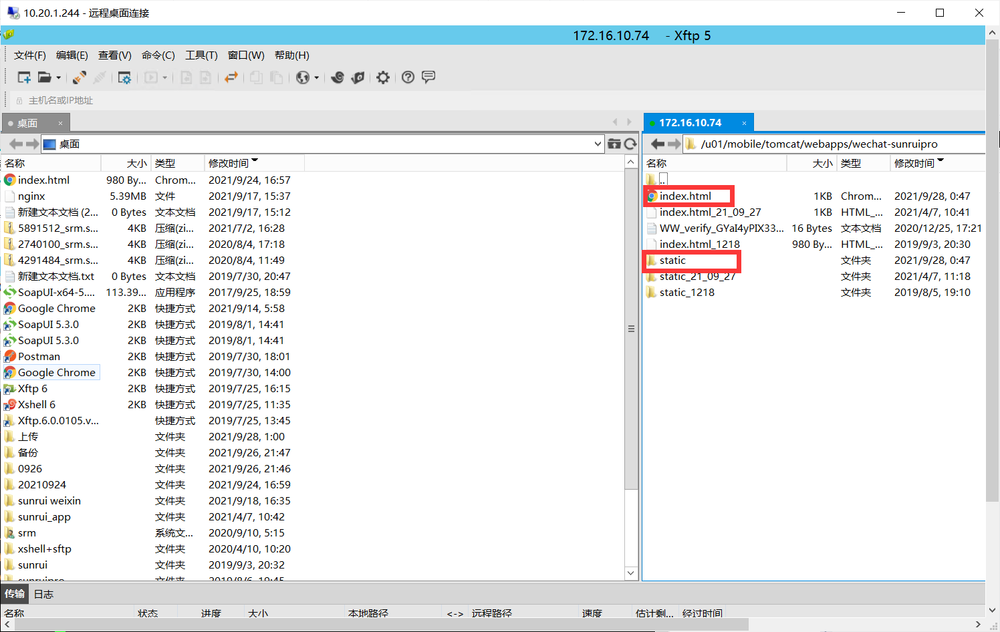 10.20.1.244 - 远程桌面连接
172.16.10.74 - Xftp 5
文件(F) 编辑(E) 查看(V) 命令(C) 工具(T) 窗口(W) 帮助(H)
主机名或IP地址
桌面 ×
172.16.10.74 ×
桌面
/u01/mobile/tomcat/webapps/wechat-sunruipro
名称 大小 类型 修改时间
index.html 980 By... Chrom... 2021/9/24, 16:57
nginx 5.39MB 文件 2021/9/17, 15:37
新建文本文档 (2... 0 Bytes 文本文档 2021/9/17, 15:12
5891512_srm.s... 4KB 压缩(zi... 2021/7/2, 16:28
2740100_srm.s... 4KB 压缩(zi... 2020/8/4, 17:18
4291484_srm.s... 4KB 压缩(zi... 2020/8/4, 11:49
新建文本文档.txt 0 Bytes 文本文档 2019/7/30, 20:47
SoapUI-x64-5.... 113.39... 应用程序 2017/9/25, 18:59
Google Chrome 2KB 快捷方式 2021/9/14, 5:58
SoapUI 5.3.0 2KB 快捷方式 2019/8/1, 14:41
SoapUI 5.3.0 2KB 快捷方式 2019/8/1, 14:41
Postman 2KB 快捷方式 2019/7/30, 18:01
Google Chrome 2KB 快捷方式 2019/7/30, 14:00
Xftp 6 2KB 快捷方式 2019/7/25, 16:15
Xshell 6 2KB 快捷方式 2019/7/25, 11:35
Xftp.6.0.0105.v... 快捷方式 2019/7/25, 13:45
上传 文件夹 2021/9/28, 1:00
备份 文件夹 2021/9/26, 21:47
0926 文件夹 2021/9/26, 21:46
20210924 文件夹 2021/9/24, 16:59
sunrui weixin 文件夹 2021/9/18, 16:35
sunrui_app 文件夹 2021/4/7, 10:42
srm 系统文... 2020/9/10, 5:15
xshell+sftp 文件夹 2020/4/10, 10:20
sunrui 文件夹 2019/9/3, 20:32
sunruipro 文件夹 2019/8/6, 19:45
名称 大小 类型 修改时间
..
index.html 1KB Chrom... 2021/9/28, 0:47
index.html_21_09_27 1KB HTML_... 2021/4/7, 10:41
WW_verify_GYaI4yPIX33... 16 Bytes 文本文档 2020/12/25, 17:21
index.html_1218 980 By... HTML_... 2019/9/3, 20:30
static 文件夹 2021/9/28, 0:47
static_21_09_27 文件夹 2021/4/7, 11:18
static_1218 文件夹 2019/8/5, 19:10
传输 日志
名称 状态 进度 大小 本地路径 <-> 远程路径 速度 估计剩... 经过时间